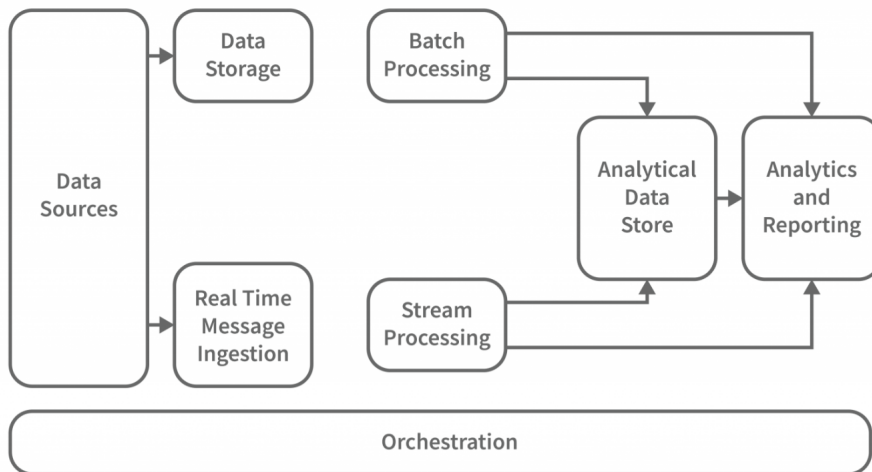 Data
Storage
Batch
Processing
Data
Sources
Analytical
Data
Store
Analytics
and
Reporting
Real Time
Message
Ingestion
Stream
Processing
Orchestration